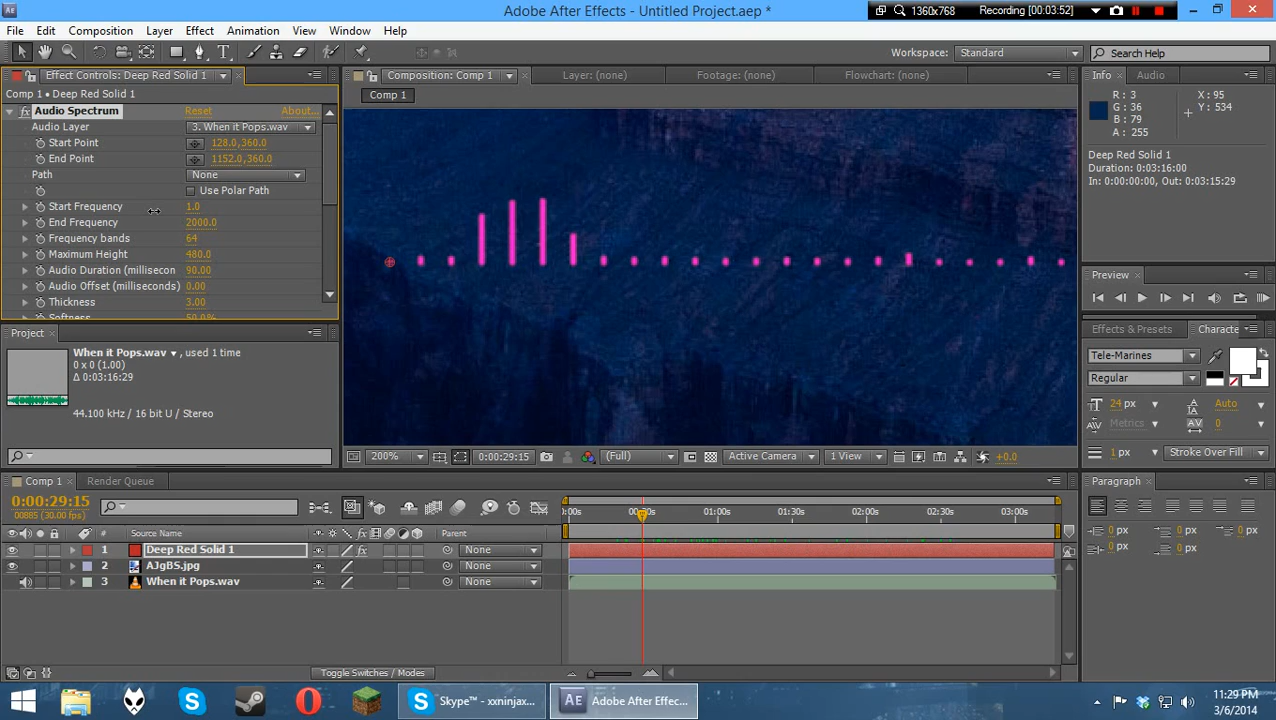 Adobe After Effects - Untitled Project.aep *
1360x768
Recording [00:03:52]
File Edit Composition Layer Effect Animation View Window Help
Workspace: Standard
Search Help
Effect Controls: Deep Red Solid 1
Composition: Comp 1
Layer: (none)
Footage: (none)
Flowchart: (none)
Info
Audio
Comp 1 • Deep Red Solid 1
Comp 1
fx Audio Spectrum Reset About...
Audio Layer 3. When it Pops.wav
Start Point 128.0,360.0
End Point 1152.0,360.0
Path None
Use Polar Path
Start Frequency 1.0
End Frequency 2000.0
Frequency bands 64
Maximum Height 480.0
Audio Duration (millisecon 90.00
Audio Offset (milliseconds) 0.00
Thickness 3.00
Softness 50.0%
R: 3
G: 36
B: 79
A: 255
X: 95
Y: 534
Deep Red Solid 1
Duration: 0:03:16:00
In: 0:00:00:00, Out: 0:03:15:29
Preview
Effects & Presets
Characte
Tele-Marines
Regular
24 px
Auto
Metrics
0
1 px
Stroke Over Fill
Project
When it Pops.wav , used 1 time
0 x 0 (1.00)
Δ 0:03:16:29
44.100 kHz / 16 bit U / Stereo
200%
0:00:29:15
(Full)
Active Camera
1 View
+0.0
Comp 1
Render Queue
Paragraph
0:00:29:15
00885 (30.00 fps)
:00s 00:30s 01:00s 01:30s 02:00s 02:30s 03:00s
# Source Name Parent
1 Deep Red Solid 1 None
2 AJgBS.jpg None
3 When it Pops.wav None
0 px 0 px 0 px
0 px 0 px
Toggle Switches / Modes
Skype™ - xxninjax...
Adobe After Effec...
11:29 PM
3/6/2014